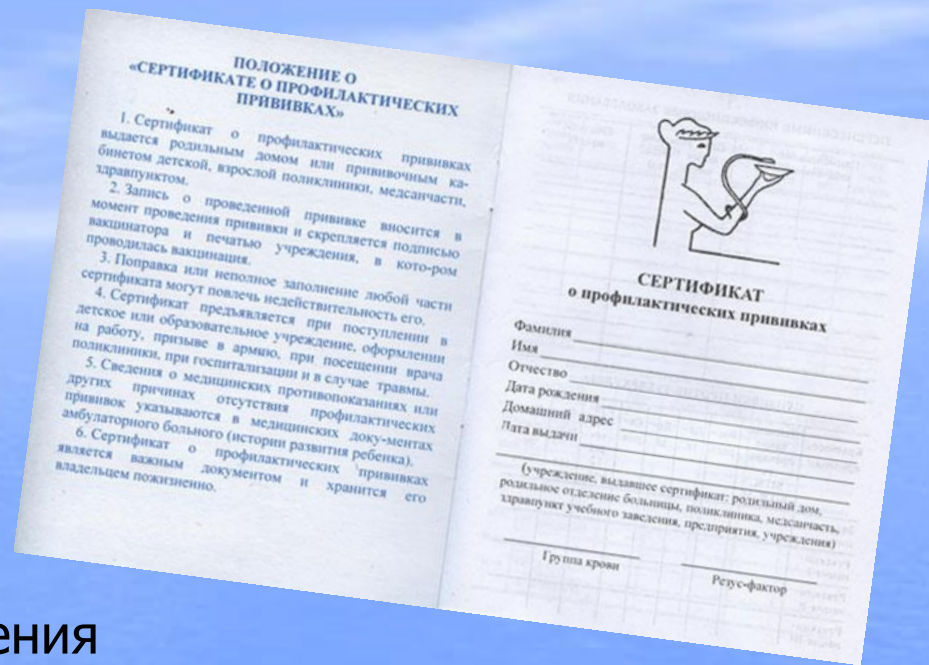 ПОЛОЖЕНИЕ О
«СЕРТИФИКАТЕ О ПРОФИЛАКТИЧЕСКИХ
ПРИВИВКАХ»
1. Сертификат о профилактических прививках
выдается родильным домом или прививочным ка-
бинетом детской, взрослой поликлиники, медсанчасти,
здравпунктом.
2. Запись о проведенной прививке вносится в
момент проведения прививки и скрепляется подписью
вакцинатора и печатью учреждения, в кото-ром
проводилась вакцинация.
3. Поправка или неполное заполнение любой части
сертификата могут повлечь недействительность его.
4. Сертификат предъявляется при поступлении в
детское или образовательное учреждение, оформлении
на работу, призыве в армию, при посещении врача
поликлиники, при госпитализации и в случае травмы.
5. Сведения о медицинских противопоказаниях или
других причинах отсутствия профилактических
прививок указываются в медицинских доку-ментах
амбулаторного больного (истории развития ребенка).
6. Сертификат о профилактических прививках
является важным документом и хранится его
владельцем пожизненно.
СЕРТИФИКАТ
о профилактических прививках
Фамилия
Имя
Отчество
Дата рождения
Домашний адрес
Дата выдачи
(учреждение, выдавшее сертификат: родильный дом,
родильное отделение больницы, поликлиника, медсанчасть,
здравпункт учебного заведения, предприятия, учреждения)
Группа крови
Резус-фактор
ения